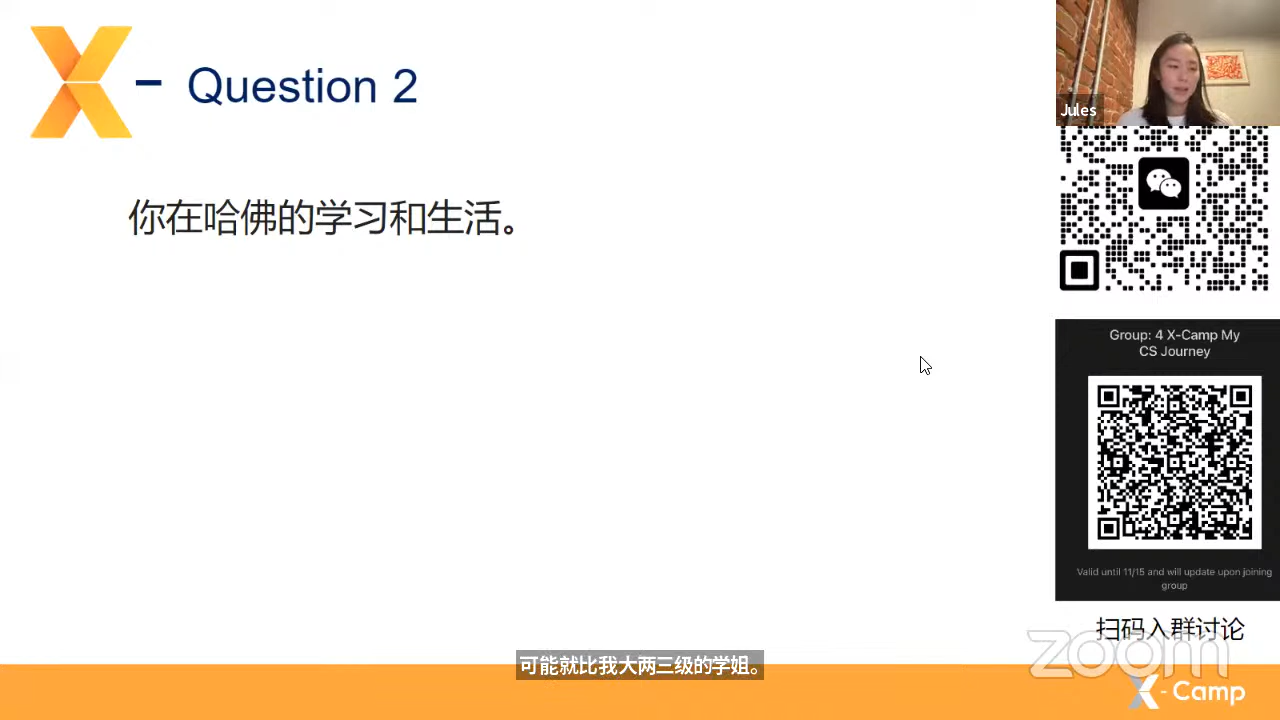 X - Question 2
你在哈佛的学习和生活。
Jules
Group: 4 X-Camp My
CS Journey
Valid until 11/15 and will update upon joining
group
扫码入群讨论
zoom
可能就比我大两三级的学姐。
X - Camp